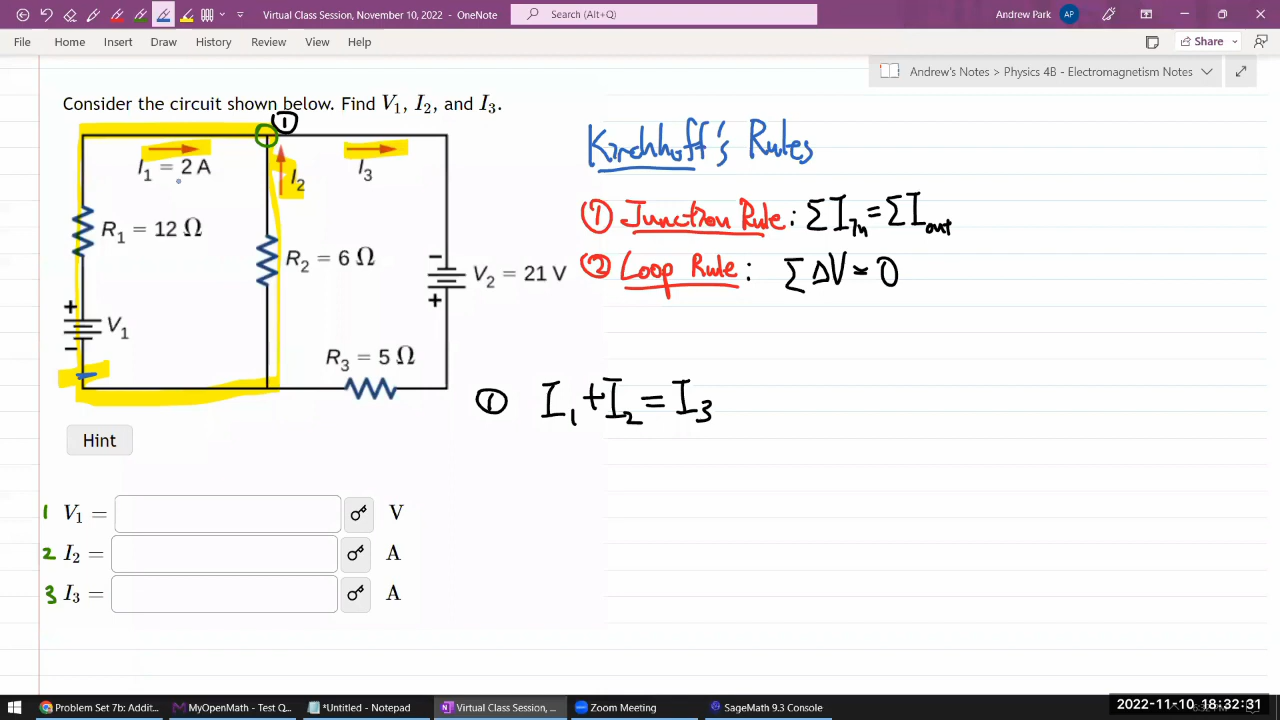 Virtual Class Session, November 10, 2022 - OneNote
Search (Alt+Q)
Andrew Park
AP
File
Home
Insert
Draw
History
Review
View
Help
Share
Andrew's Notes > Physics 4B - Electromagnetism Notes
Consider the circuit shown below. Find V₁, I₂, and I₃.
①
I₁ = 2 A
I₂
I₃
R₁ = 12 Ω
R₂ = 6 Ω
V₂ = 21 V
V₁
R₃ = 5 Ω
+
-
-
+
Kirchhoff's Rules
① Junction Rule: ΣI_in = ΣI_out
② Loop Rule: ΣΔV = 0
① I₁ + I₂ = I₃
Hint
1 V₁ = V
2 I₂ = A
3 I₃ = A
Problem Set 7b: Addit...
MyOpenMath - Test Q...
*Untitled - Notepad
Virtual Class Session,...
Zoom Meeting
SageMath 9.3 Console
2022-11-10 18:32:31